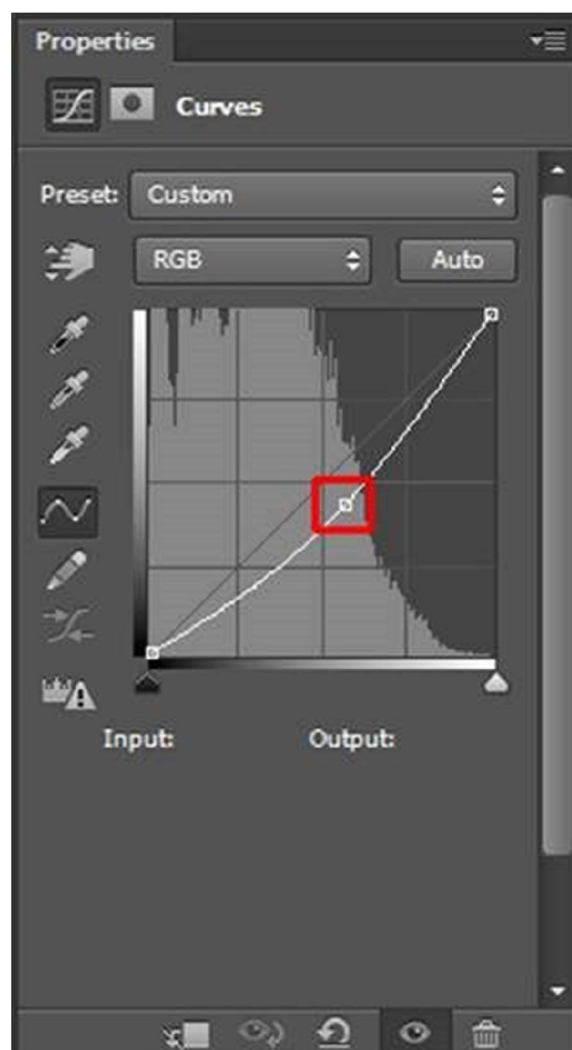 Properties
Curves
Preset: Custom
RGB Auto
Input: Output: